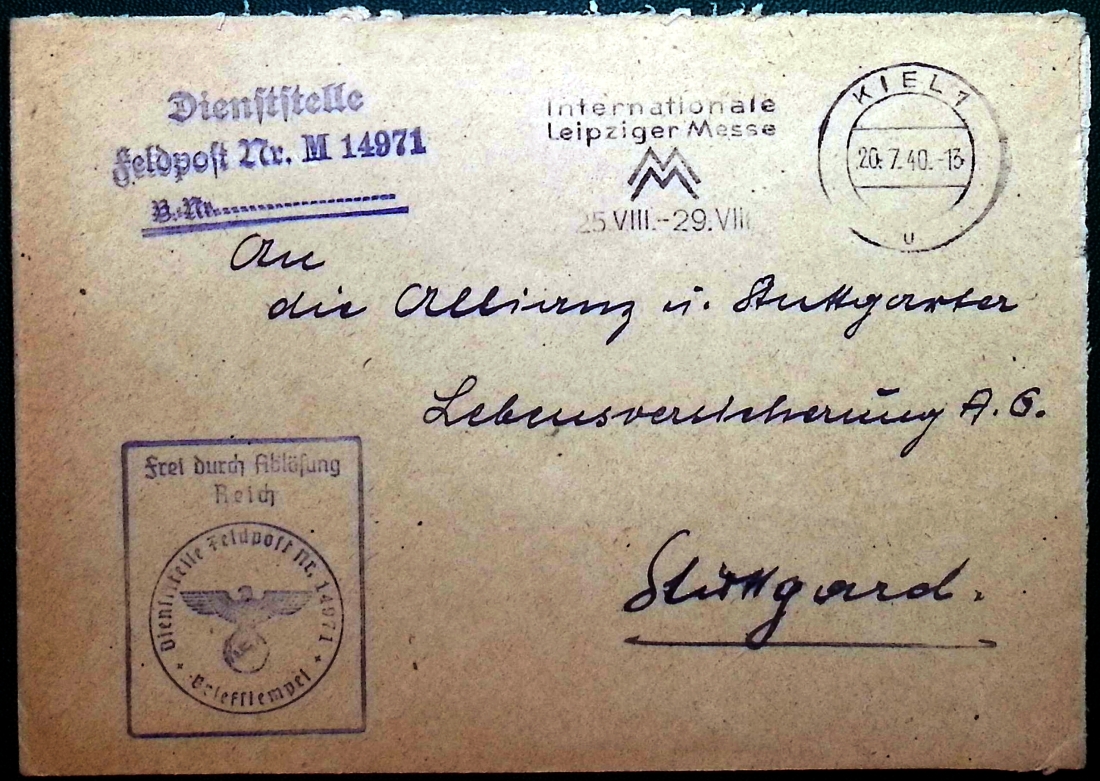 Dienststelle
Feldpost Nr. M 14971
B.-Nr.
Internationale
Leipziger Messe
25.VIII.-29.VIII
KIEL 1
20.7.40.-13
u
An
die Allianz u. Stuttgarter
Lebensversicherung A.G.
Stuttgard.
Frei durch Ablösung
Reich
Dienststelle Feldpost Nr. 14971
Briefstempel